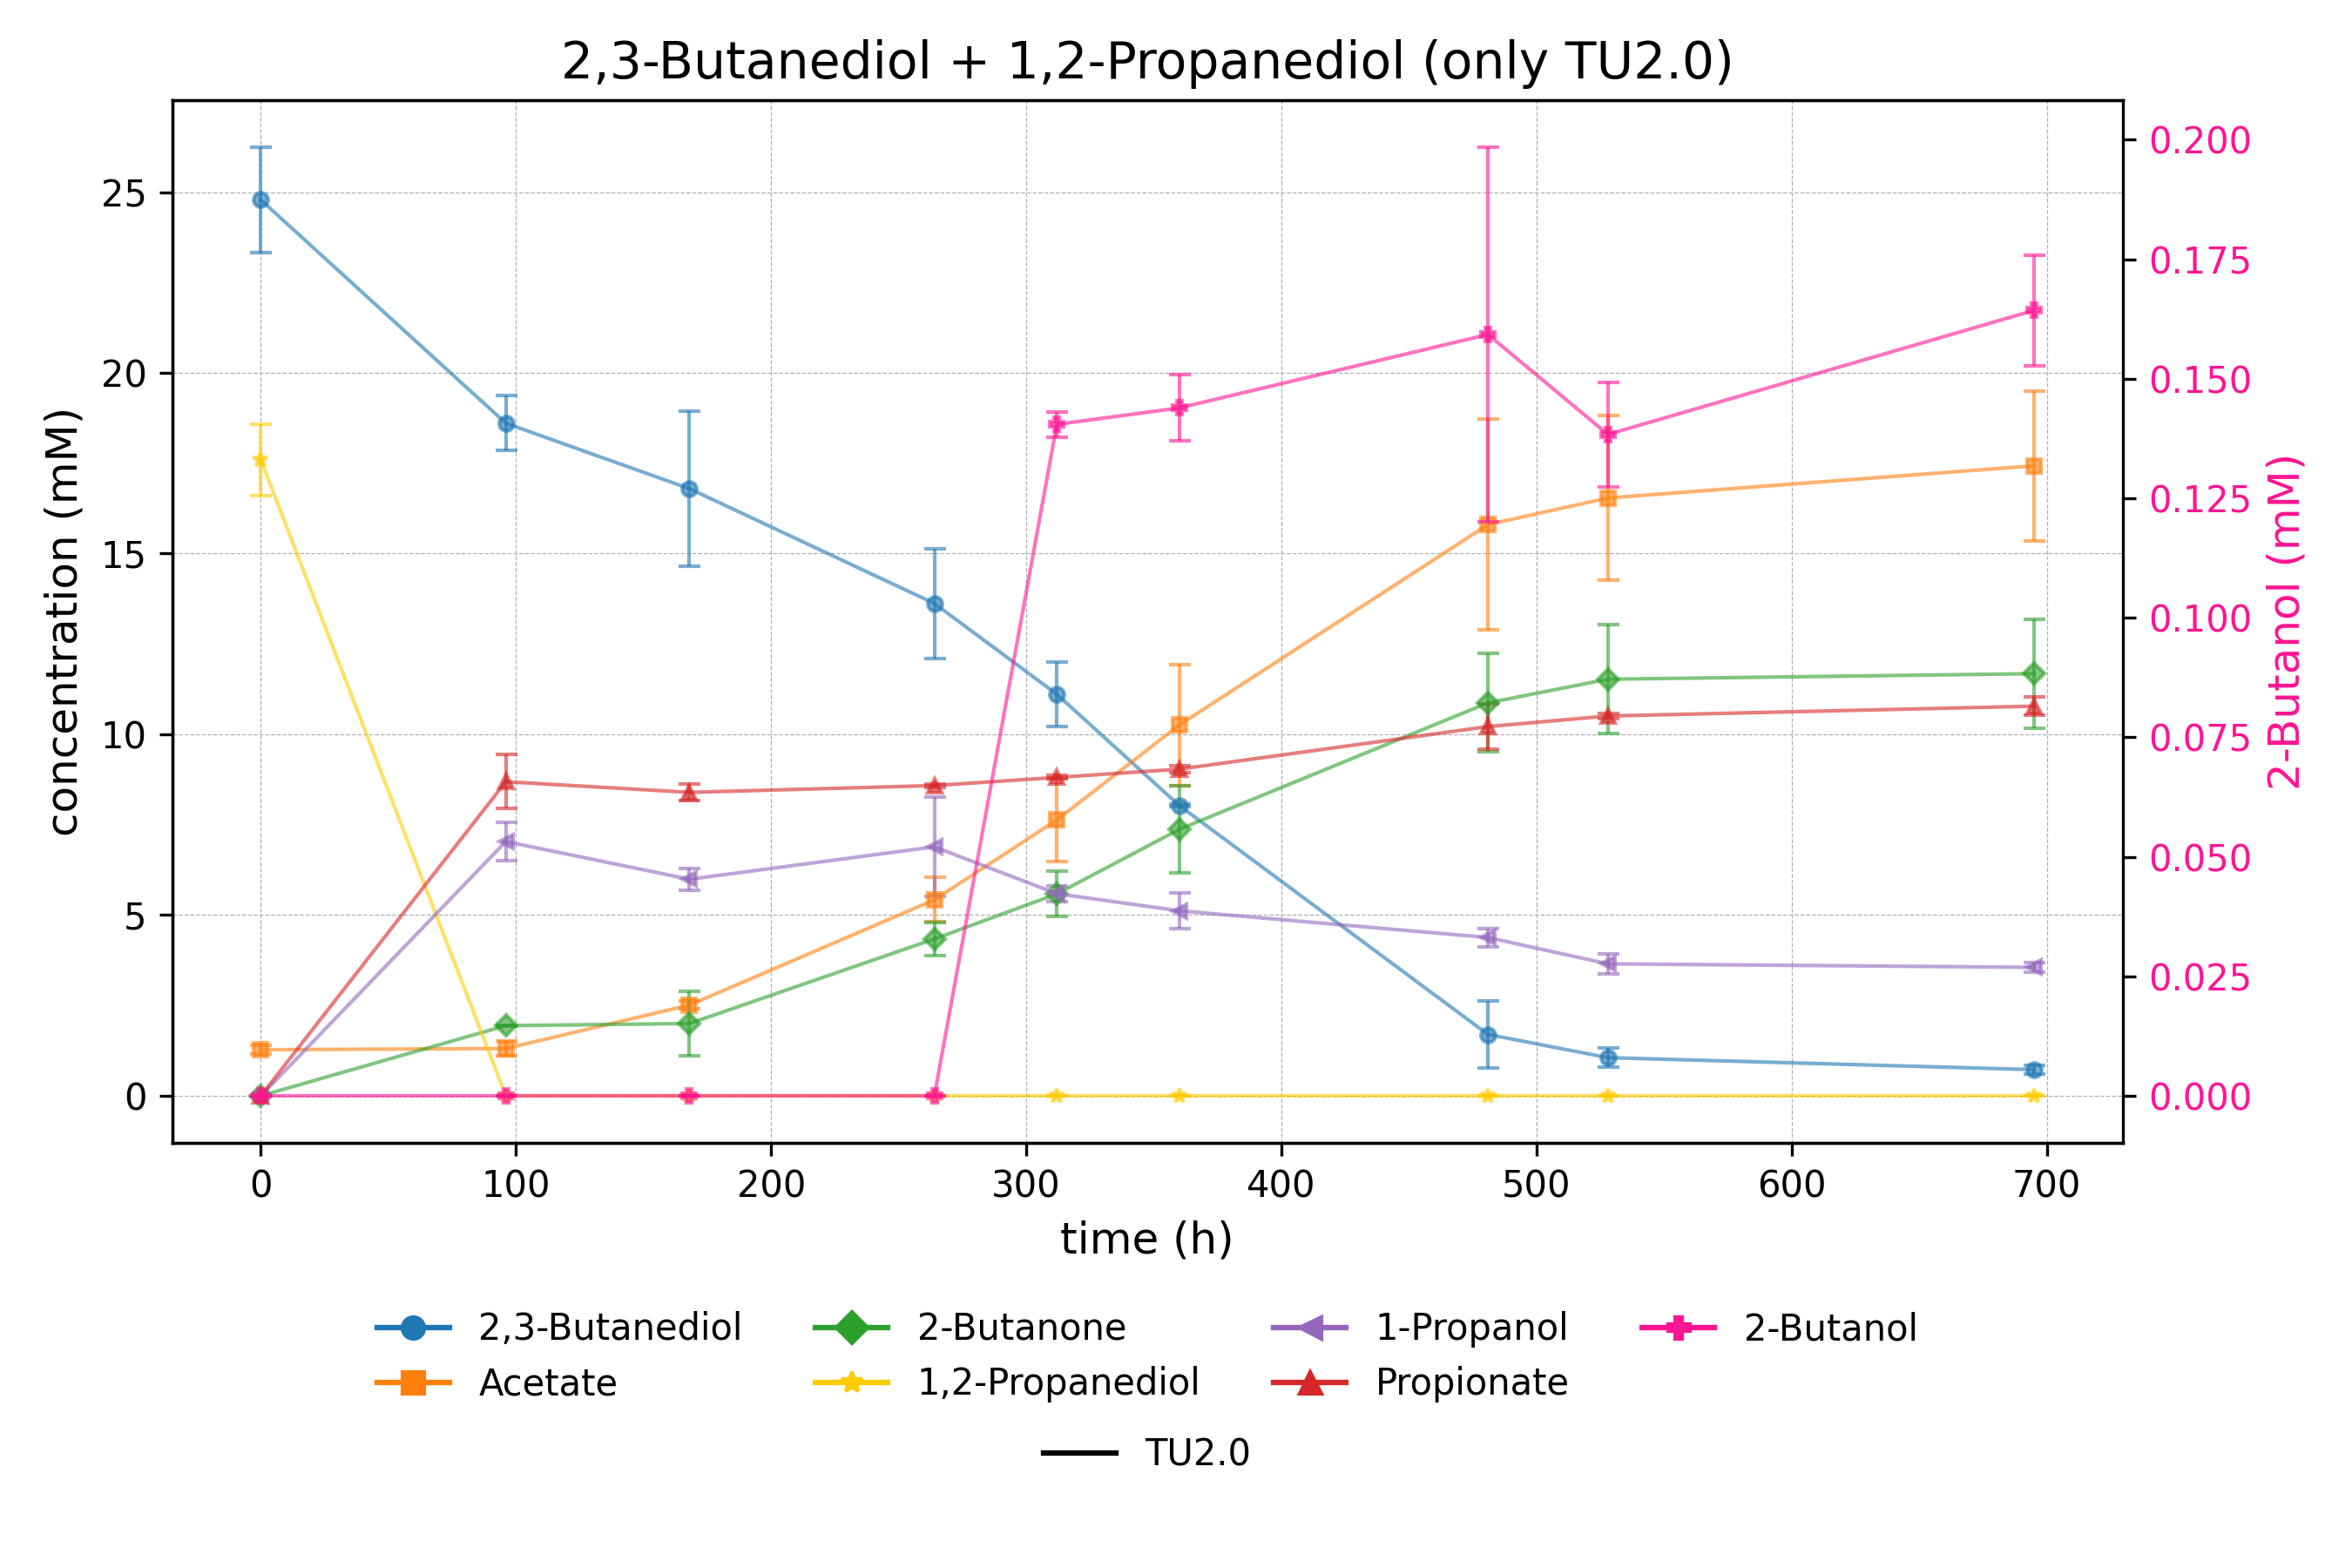 2,3-Butanediol + 1,2-Propanediol (only TU2.0)
concentration (mM)
25
20
15
10
5
0
0.200
0.175
0.150
0.125
0.100
0.075
0.050
0.025
0.000
2-Butanol (mM)
0 100 200 300 400 500 600 700
time (h)
2,3-Butanediol 2-Butanone 1-Propanol 2-Butanol
Acetate 1,2-Propanediol Propionate
TU2.0